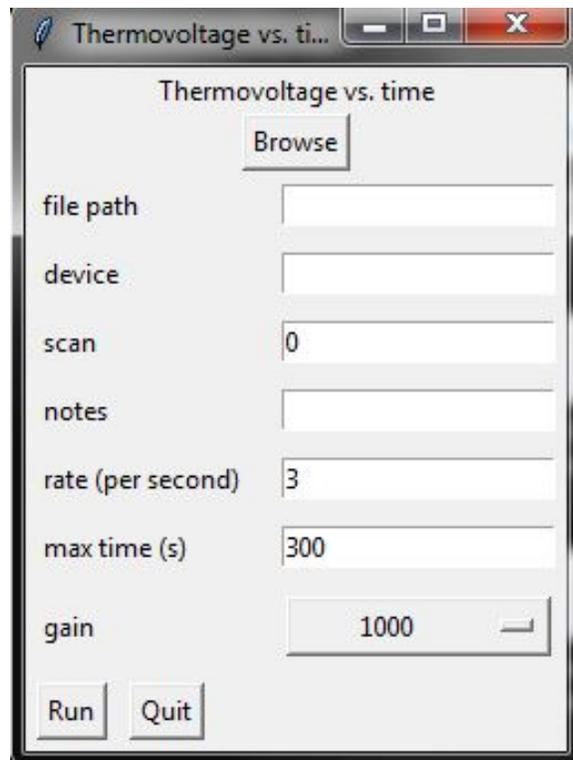 Thermovoltage vs. ti...
Thermovoltage vs. time
Browse
file path
device
scan 0
notes
rate (per second) 3
max time (s) 300
gain 1000
Run Quit